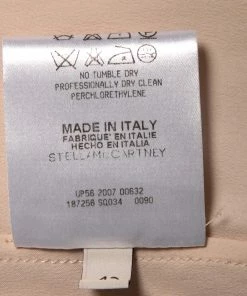 NO TUMBLE DRY
PROFESSIONALLY DRY CLEAN
PERCHLORETHYLENE
MADE IN ITALY
FABRIQUÉ EN ITALIE
HECHO EN ITALIA
STELLAMcCARTNEY
UP56 2007 00632
187258 SQ034 0090